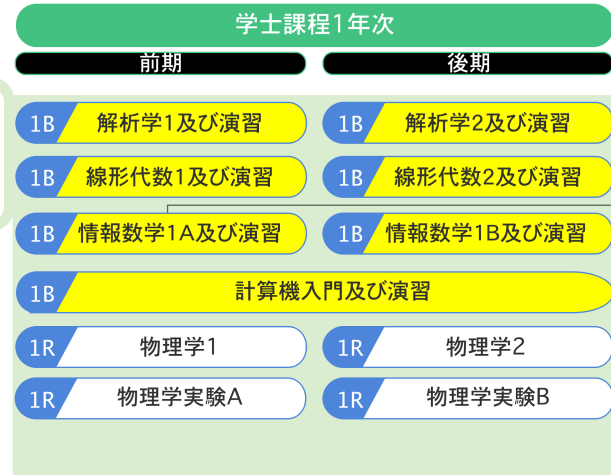 学士課程1年次
前期 後期
1B 解析学1及び演習 1B 解析学2及び演習
1B 線形代数1及び演習 1B 線形代数2及び演習
1B 情報数学1A及び演習 1B 情報数学1B及び演習
1B 計算機入門及び演習
1R 物理学1 1R 物理学2
1R 物理学実験A 1R 物理学実験B